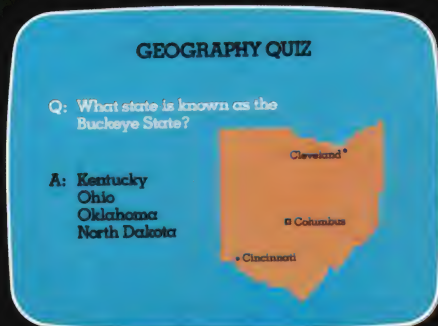 GEOGRAPHY QUIZ
Q: What state is known as the
Buckeye State?
A: Kentucky
Ohio
Oklahoma
North Dakota
Cleveland
Columbus
Cincinnati